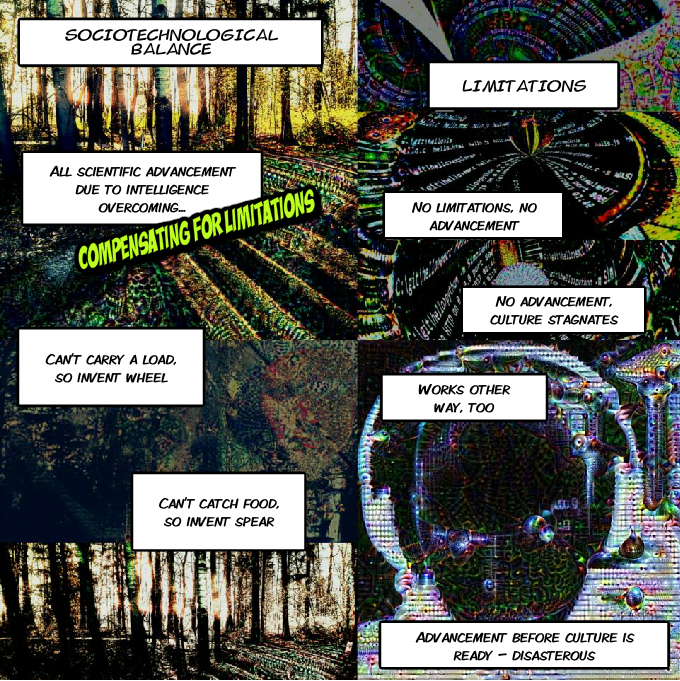 SOCIOTECHNOLOGICAL
BALANCE
ALL SCIENTIFIC ADVANCEMENT
DUE TO INTELLIGENCE
OVERCOMING...
COMPENSATING FOR LIMITATIONS
CAN'T CARRY A LOAD,
SO INVENT WHEEL
CAN'T CATCH FOOD,
SO INVENT SPEAR
LIMITATIONS
NO LIMITATIONS, NO
ADVANCEMENT
NO ADVANCEMENT,
CULTURE STAGNATES
WORKS OTHER
WAY, TOO
ADVANCEMENT BEFORE CULTURE IS
READY - DISASTEROUS